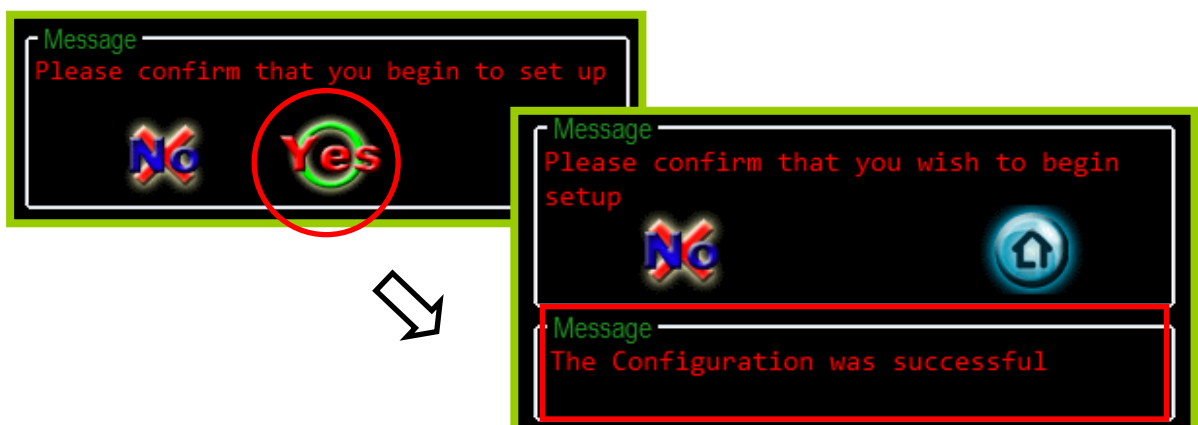 Message
Please confirm that you begin to set up
No
Yes
Message
Please confirm that you wish to begin
setup
No
Message
The Configuration was successful